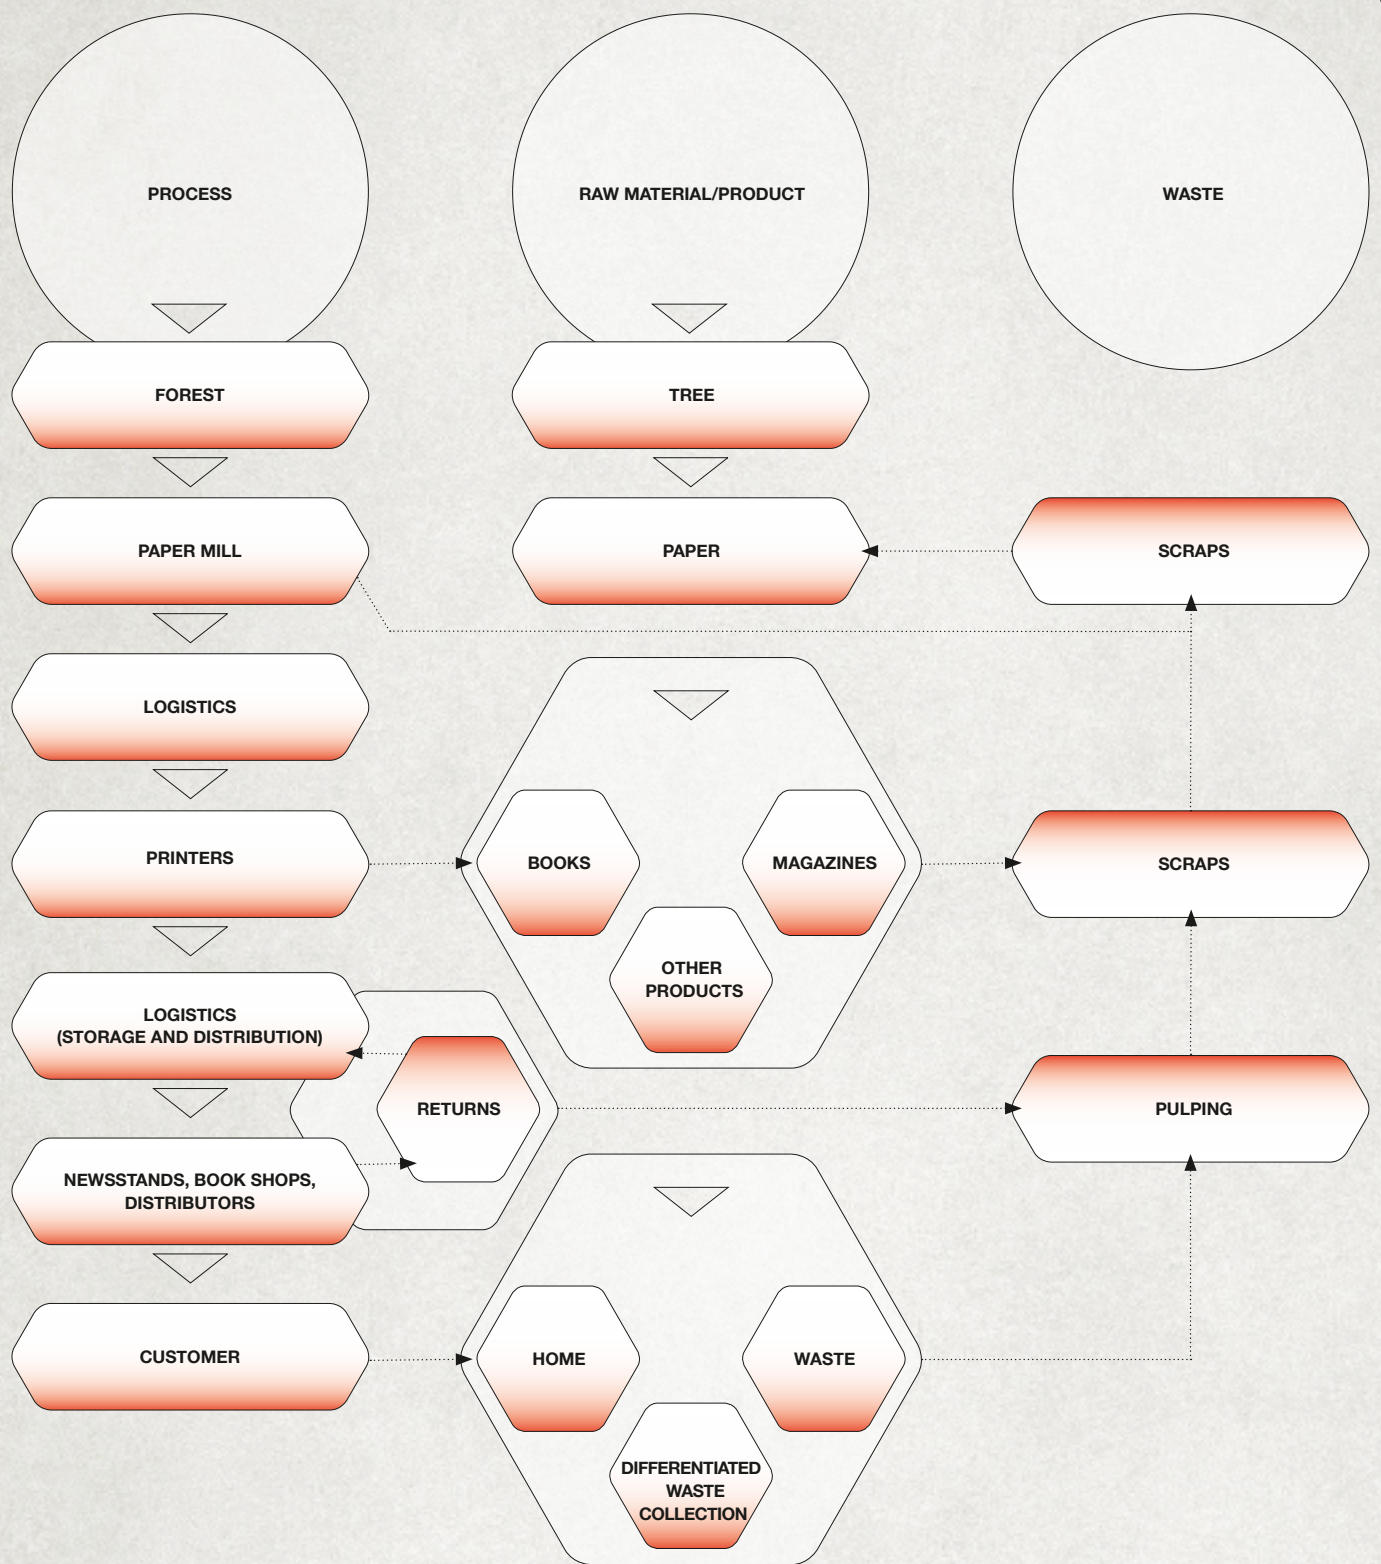 PROCESS
RAW MATERIAL/PRODUCT
WASTE
FOREST
TREE
PAPER MILL
PAPER
SCRAPS
LOGISTICS
PRINTERS
BOOKS
MAGAZINES
SCRAPS
OTHER
PRODUCTS
LOGISTICS
(STORAGE AND DISTRIBUTION)
RETURNS
PULPING
NEWSSTANDS, BOOK SHOPS,
DISTRIBUTORS
CUSTOMER
HOME
WASTE
DIFFERENTIATED
WASTE
COLLECTION